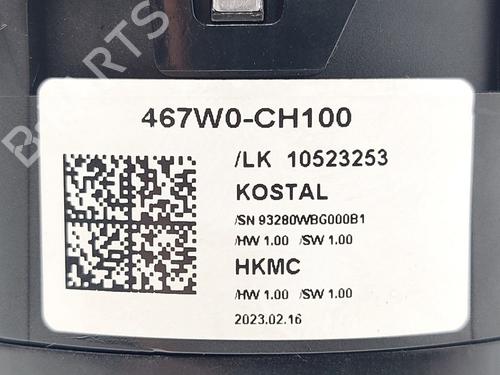 467W0-CH100
/LK 10523253
KOSTAL
/SN 93280WBG000B1
/HW 1.00 /SW 1.00
HKMC
/HW 1.00 /SW 1.00
2023.02.16